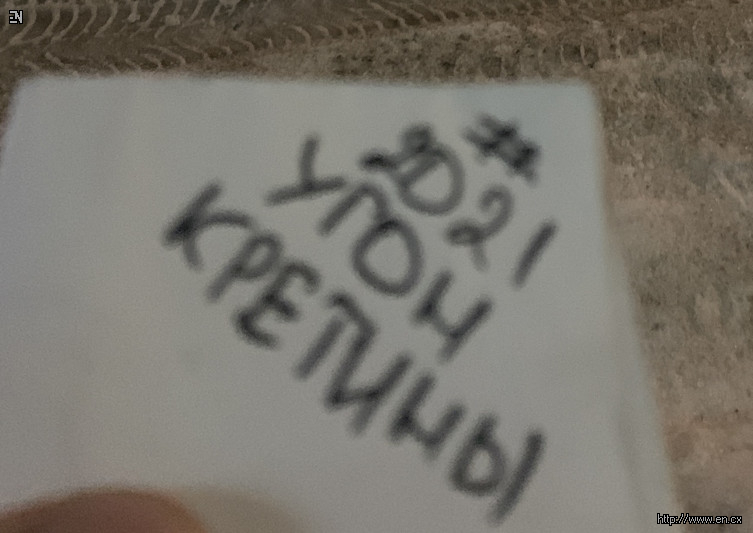 EN
#
2021
УГОН
КРЕТИНЫ
http://www.en.cx